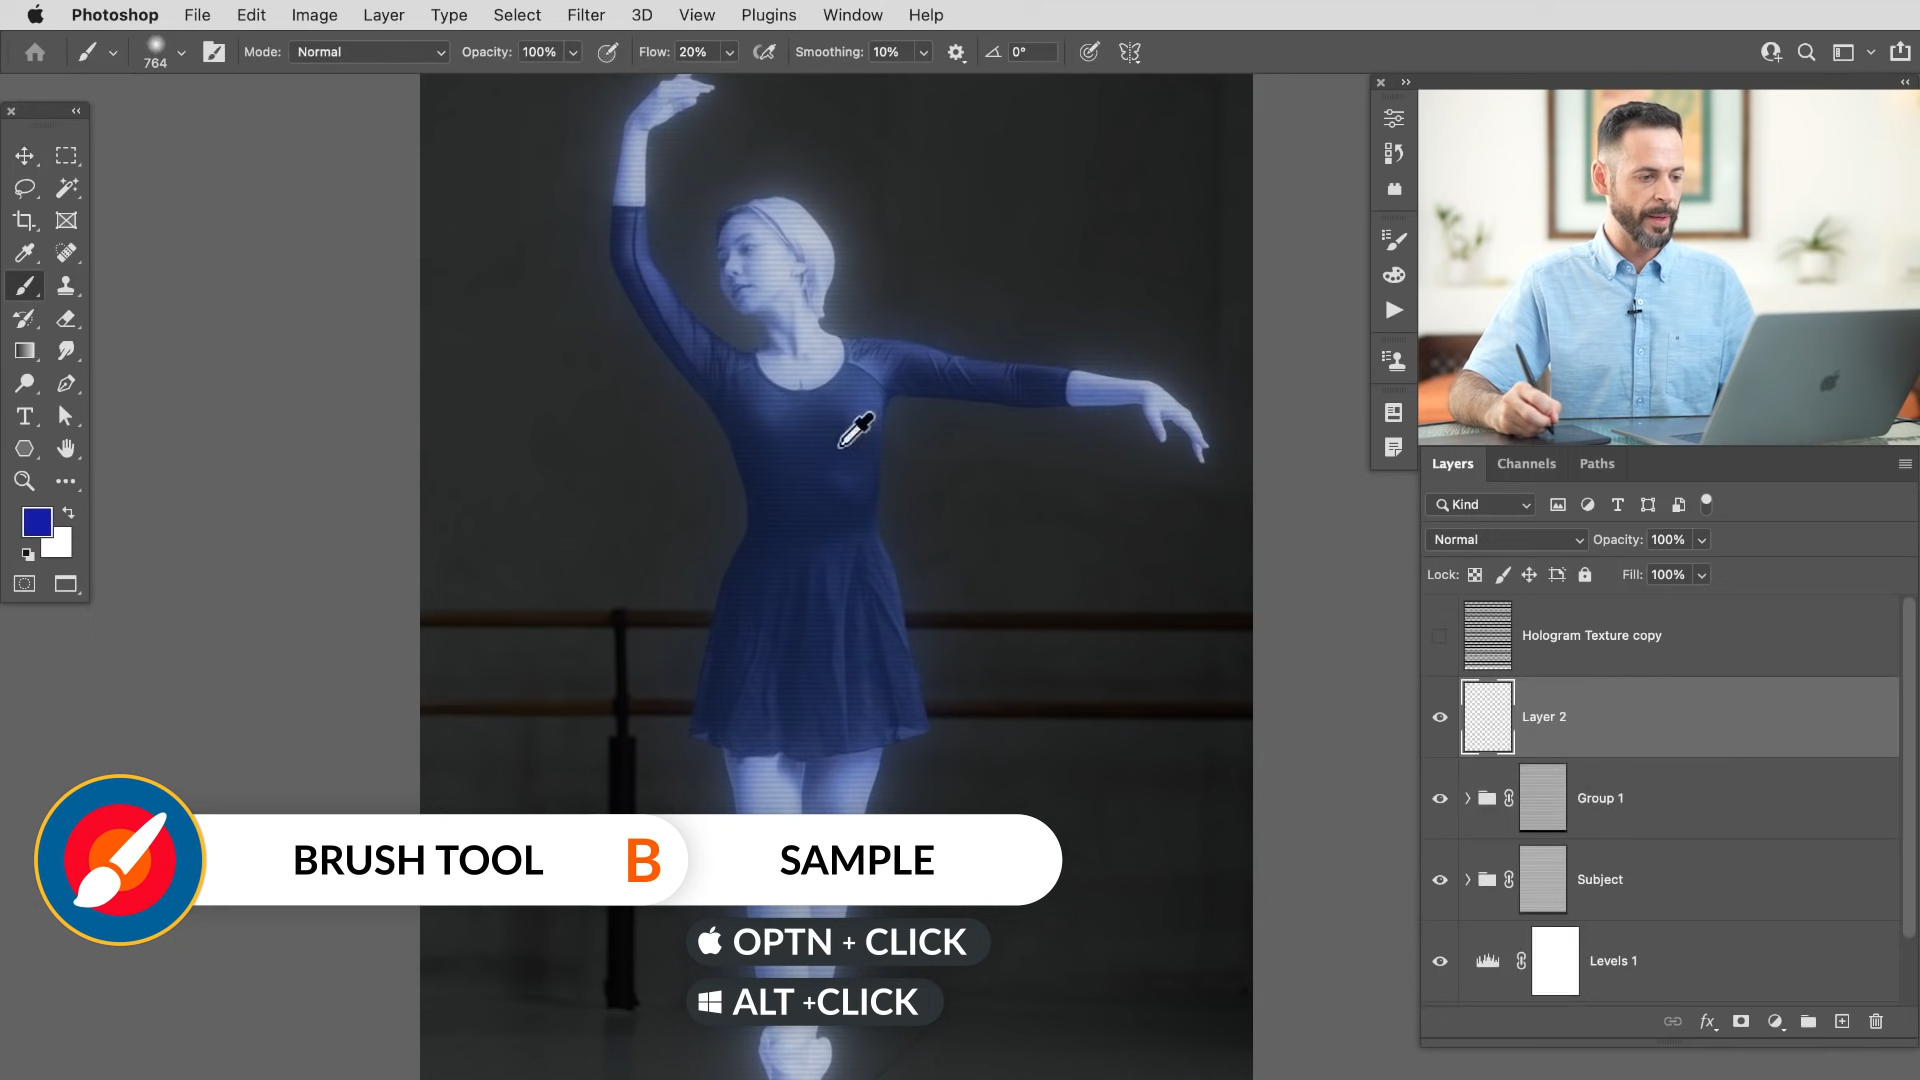 Photoshop File Edit Image Layer Type Select Filter 3D View Plugins Window Help
764 Mode: Normal Opacity: 100% Flow: 20% Smoothing: 10% 0°
Layers Channels Paths
Kind
Normal Opacity: 100%
Lock: Fill: 100%
Hologram Texture copy
Layer 2
Group 1
Subject
Levels 1
fx
BRUSH TOOL B SAMPLE
OPTN + CLICK
ALT +CLICK